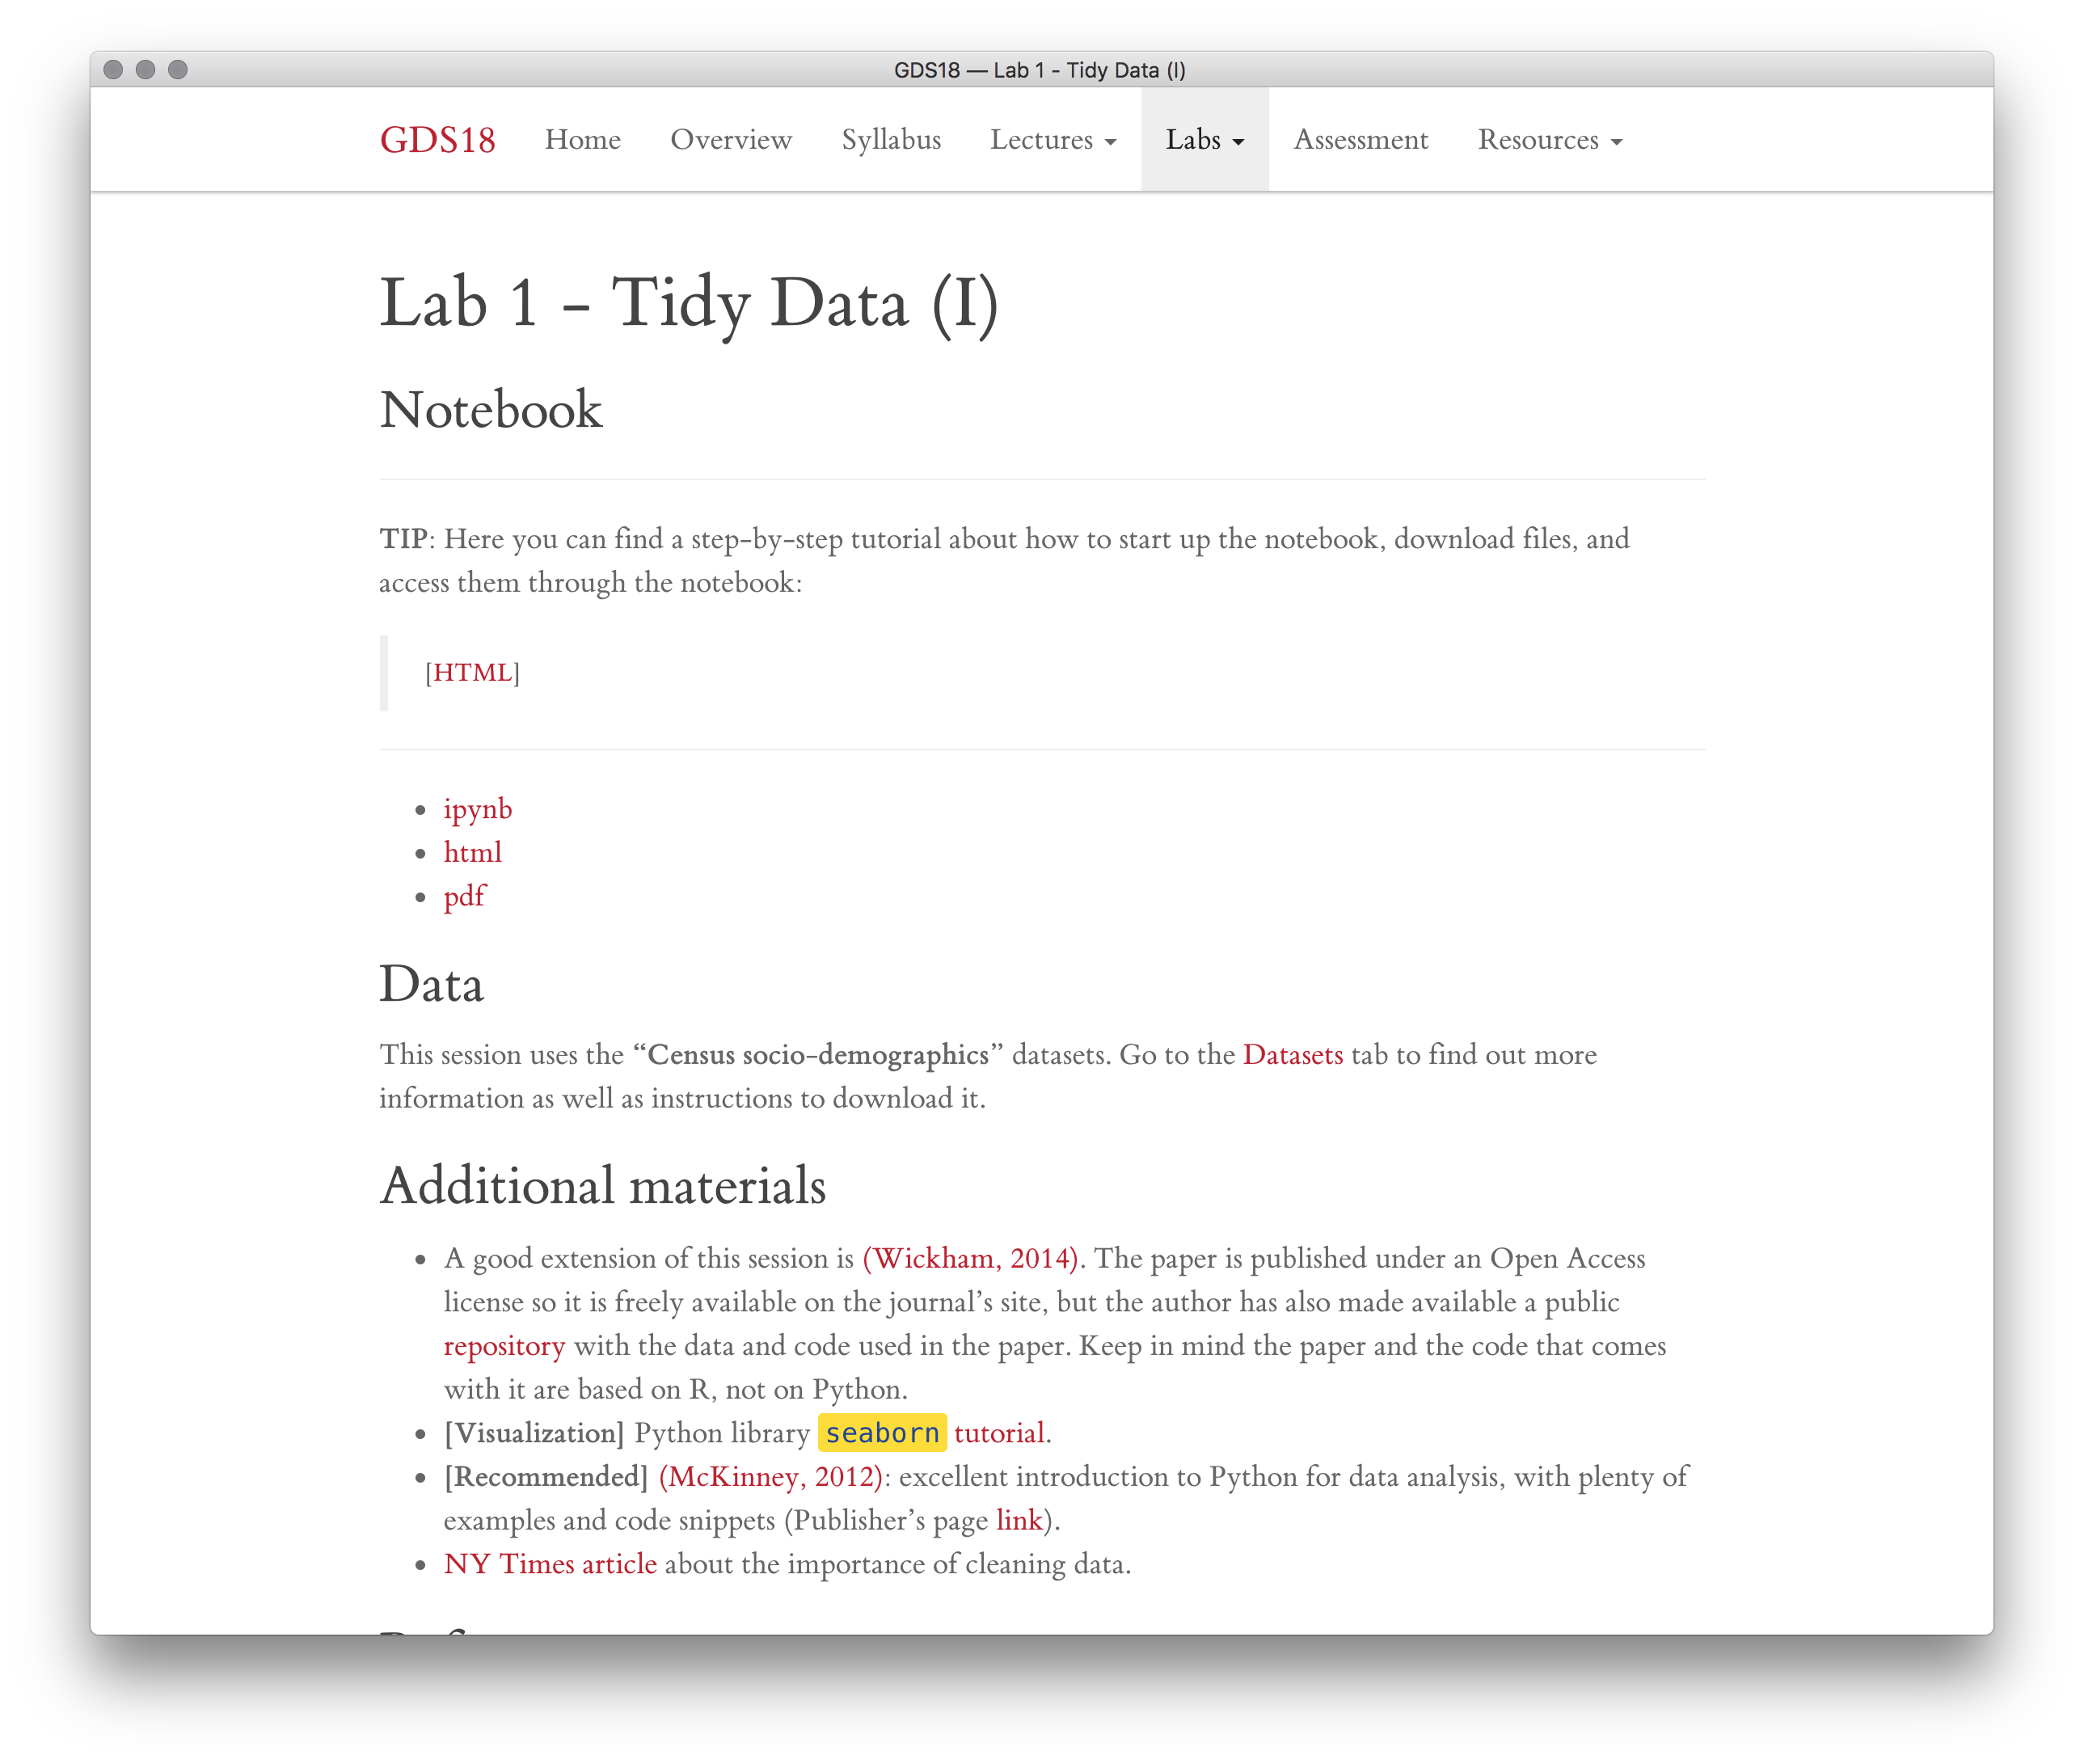 GDS18 — Lab 1 - Tidy Data (I)
GDS18 Home Overview Syllabus Lectures Labs Assessment Resources
Lab 1 - Tidy Data (I)
Notebook
TIP: Here you can find a step-by-step tutorial about how to start up the notebook, download files, and
access them through the notebook:
[HTML]
• ipynb
• html
• pdf
Data
This session uses the “Census socio-demographics” datasets. Go to the Datasets tab to find out more
information as well as instructions to download it.
Additional materials
• A good extension of this session is (Wickham, 2014). The paper is published under an Open Access
license so it is freely available on the journal’s site, but the author has also made available a public
repository with the data and code used in the paper. Keep in mind the paper and the code that comes
with it are based on R, not on Python.
• [Visualization] Python library seaborn tutorial.
• [Recommended] (McKinney, 2012): excellent introduction to Python for data analysis, with plenty of
examples and code snippets (Publisher’s page link).
• NY Times article about the importance of cleaning data.